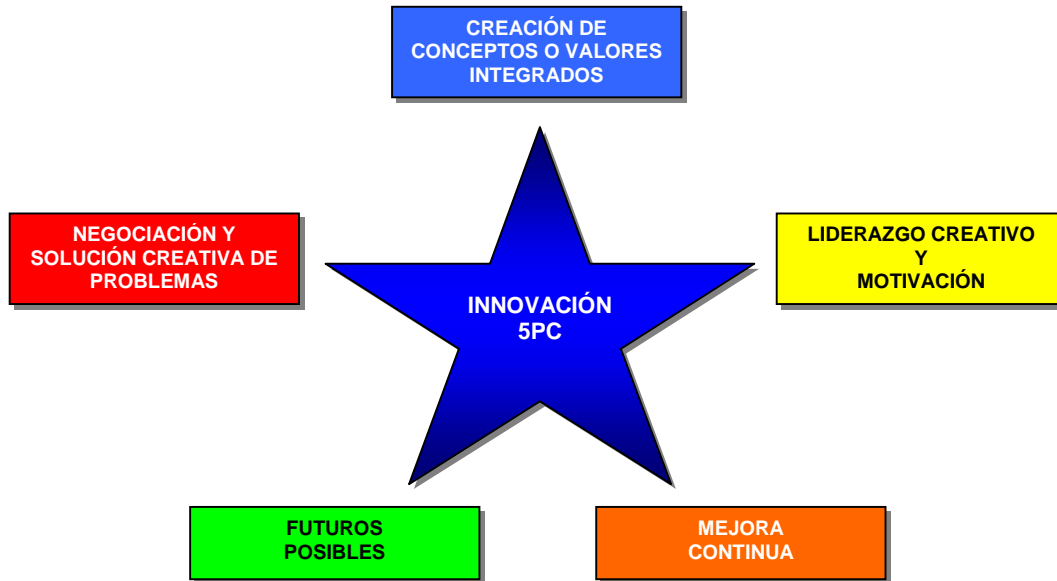 CREACIÓN DE
CONCEPTOS O VALORES
INTEGRADOS
NEGOCIACIÓN Y
SOLUCIÓN CREATIVA DE
PROBLEMAS
LIDERAZGO CREATIVO
Y
MOTIVACIÓN
INNOVACIÓN
5PC
FUTUROS
POSIBLES
MEJORA
CONTINUA